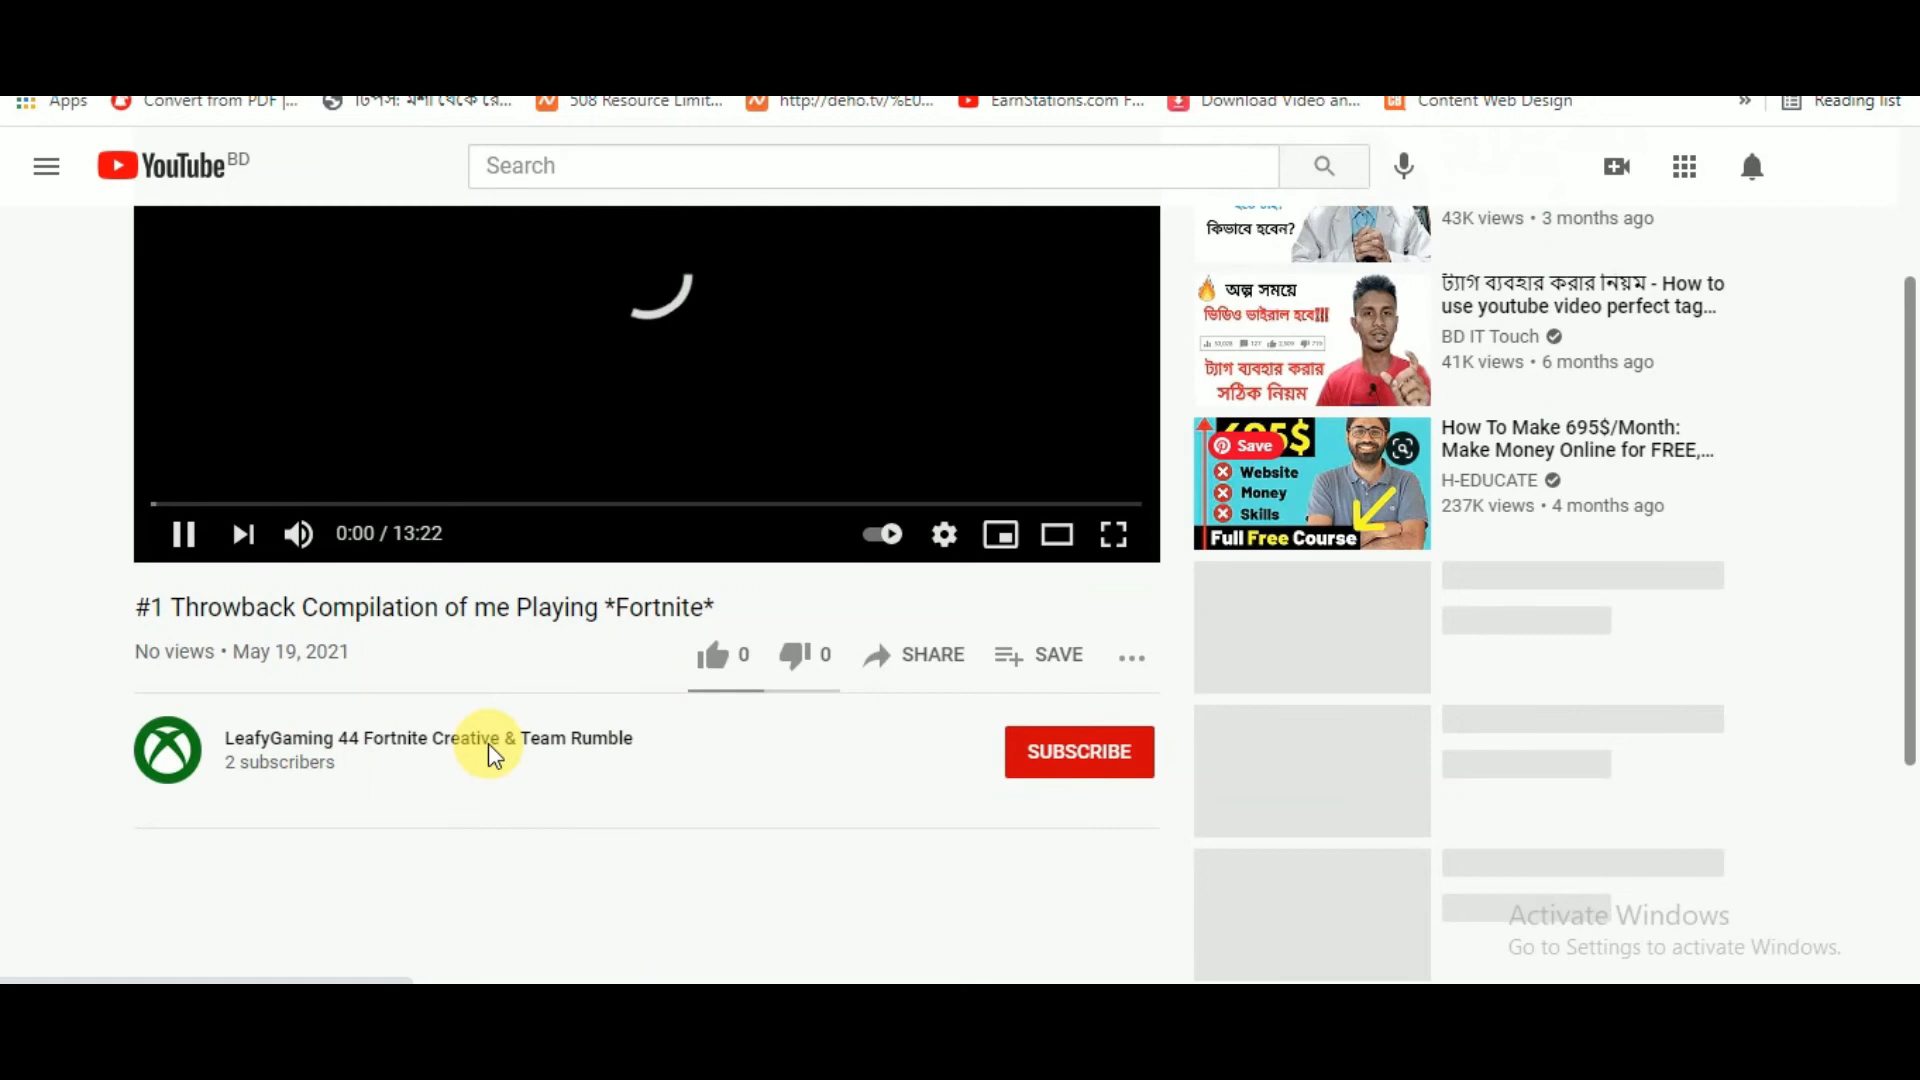 Apps Convert from PDF |... টিপস: মশা থেকে রে... 508 Resource Limit... http://deho.tv/%E0... EarnStations.com F... Download Video an... Content Web Design » Reading list
YouTube BD
Search
কিভাবে হবেন?
43K views • 3 months ago
অল্প সময়ে
ভিডিও ভাইরাল হবে!!!
ট্যাগ ব্যবহার করার
সঠিক নিয়ম
ট্যাগ ব্যবহার করার নিয়ম - How to
use youtube video perfect tag...
BD IT Touch
41K views • 6 months ago
695$
Save
Website
Money
Skills
Full Free Course
How To Make 695$/Month:
Make Money Online for FREE,...
H-EDUCATE
237K views • 4 months ago
0:00 / 13:22
#1 Throwback Compilation of me Playing *Fortnite*
No views • May 19, 2021
0 0 SHARE SAVE ...
LeafyGaming 44 Fortnite Creative & Team Rumble
2 subscribers
SUBSCRIBE
Activate Windows
Go to Settings to activate Windows.